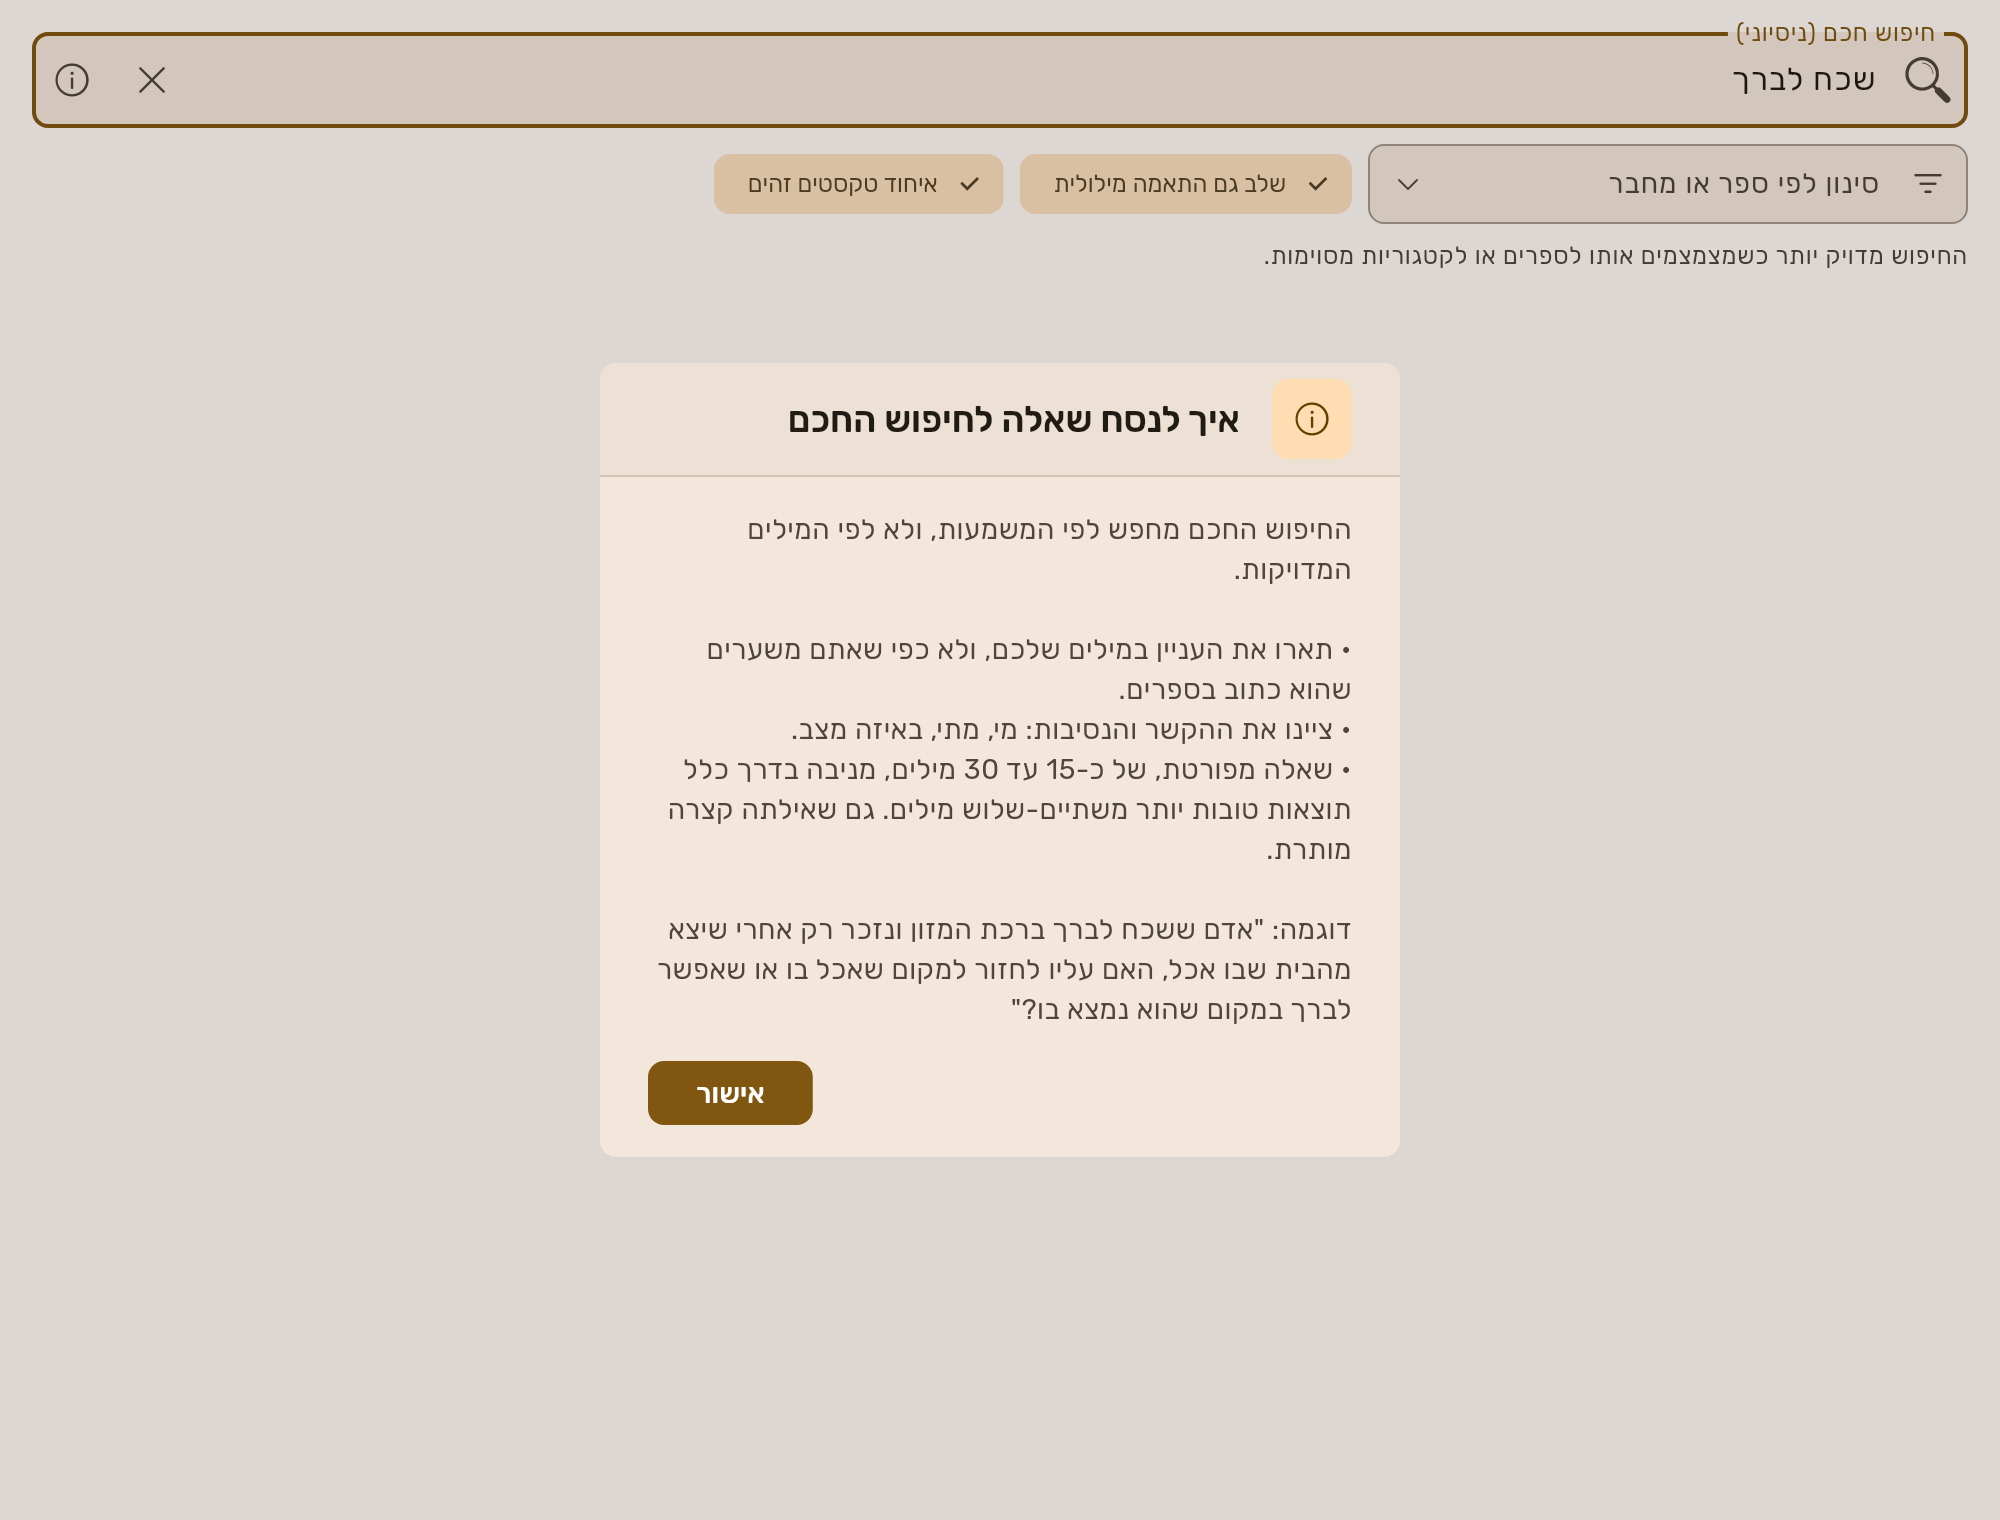 חיפוש חכם (ניסיוני)
שכח לברך
סינון לפי ספר או מחבר
שלב גם התאמה מילולית
איחוד טקסטים זהים
החיפוש מדויק יותר כשמצמצמים אותו לספרים או לקטגוריות מסוימות.
איך לנסח שאלה לחיפוש החכם
החיפוש החכם מחפש לפי המשמעות, ולא לפי המילים
המדויקות.
• תארו את העניין במילים שלכם, ולא כפי שאתם משערים
שהוא כתוב בספרים.
• ציינו את ההקשר והנסיבות: מי, מתי, באיזה מצב.
• שאלה מפורטת, של כ-15 עד 30 מילים, מניבה בדרך כלל
תוצאות טובות יותר משתיים-שלוש מילים. גם שאילתה קצרה
מותרת.
דוגמה: "אדם ששכח לברך ברכת המזון ונזכר רק אחרי שיצא
מהבית שבו אכל, האם עליו לחזור למקום שאכל בו או שאפשר
לברך במקום שהוא נמצא בו?"
אישור